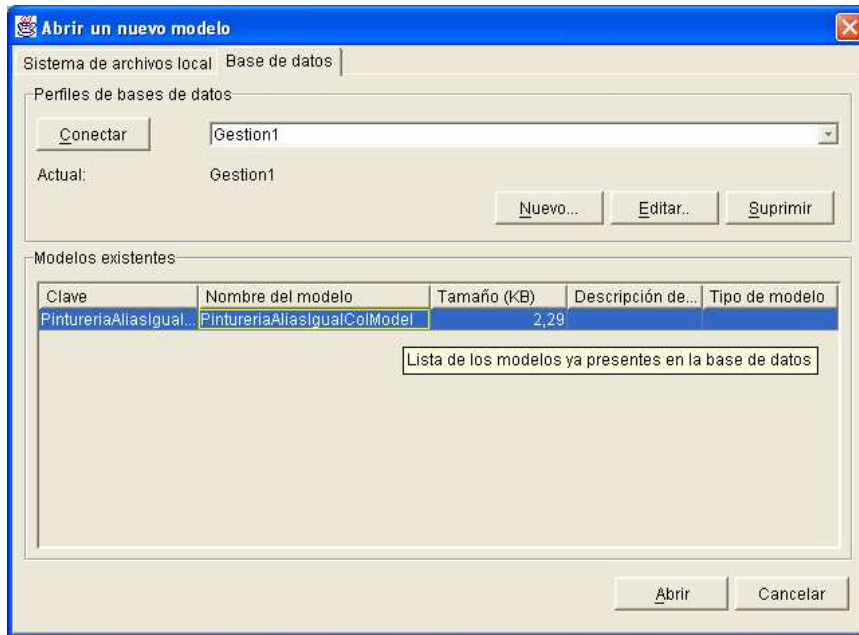 Abrir un nuevo modelo
Sistema de archivos local Base de datos
Perfiles de bases de datos
Conectar Gestion1
Actual: Gestion1
Nuevo... Editar.. Suprimir
Modelos existentes
Clave Nombre del modelo Tamaño (KB) Descripción de... Tipo de modelo
PintureriaAliasIgual... PintureriaAliasIgualColModel 2,29
Lista de los modelos ya presentes en la base de datos
Abrir Cancelar